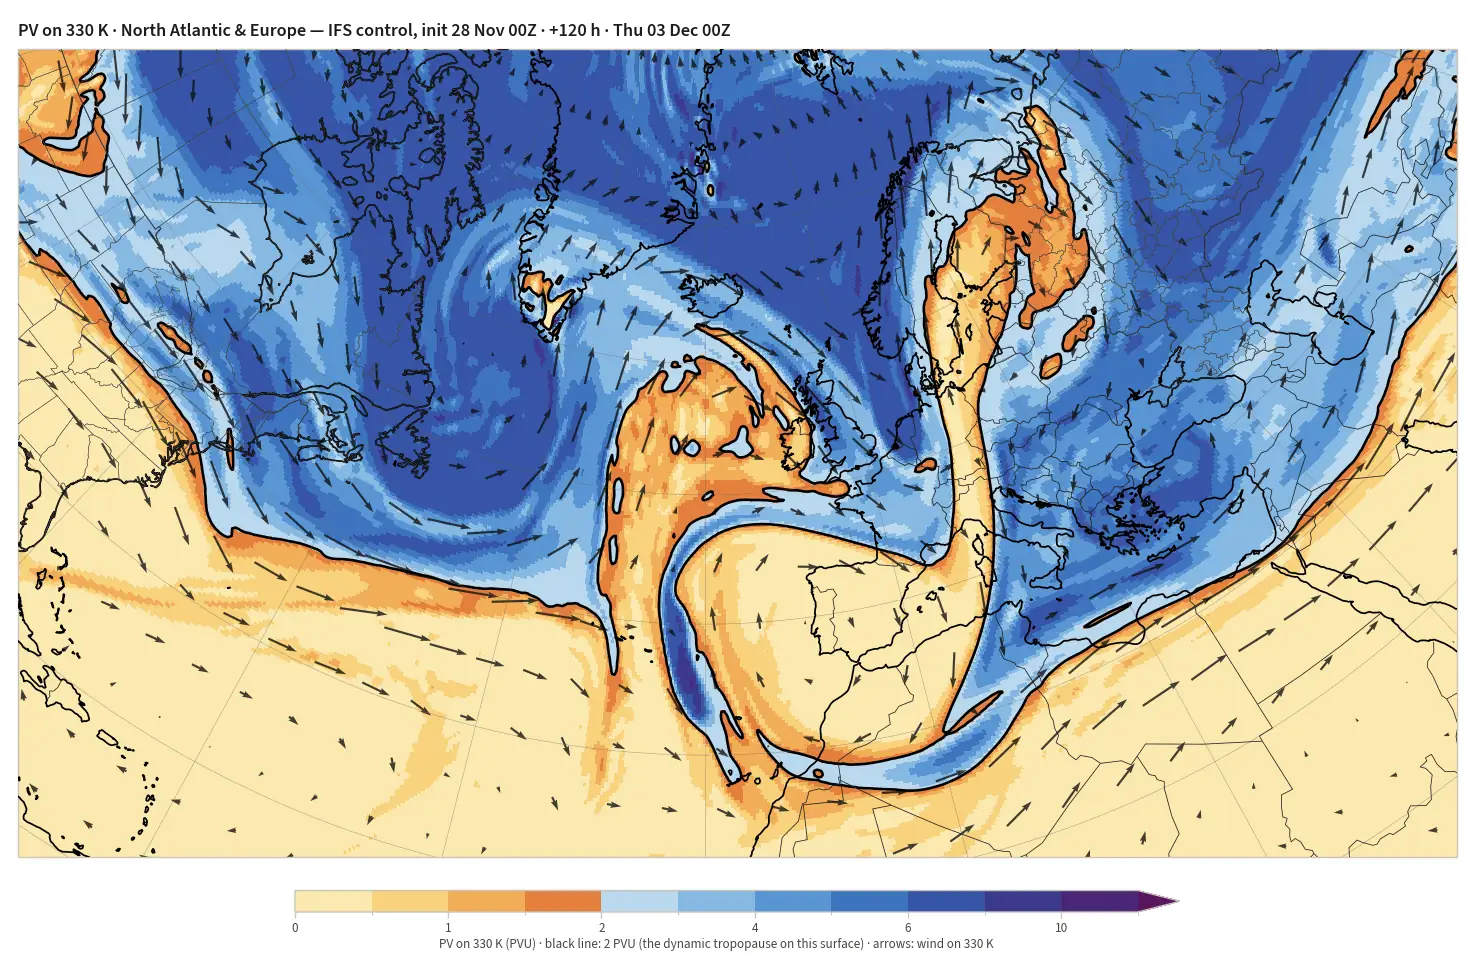 PV on 330 K · North Atlantic & Europe — IFS control, init 28 Nov 00Z · +120 h · Thu 03 Dec 00Z
0 1 2 4 6 10
PV on 330 K (PVU) · black line: 2 PVU (the dynamic tropopause on this surface) · arrows: wind on 330 K